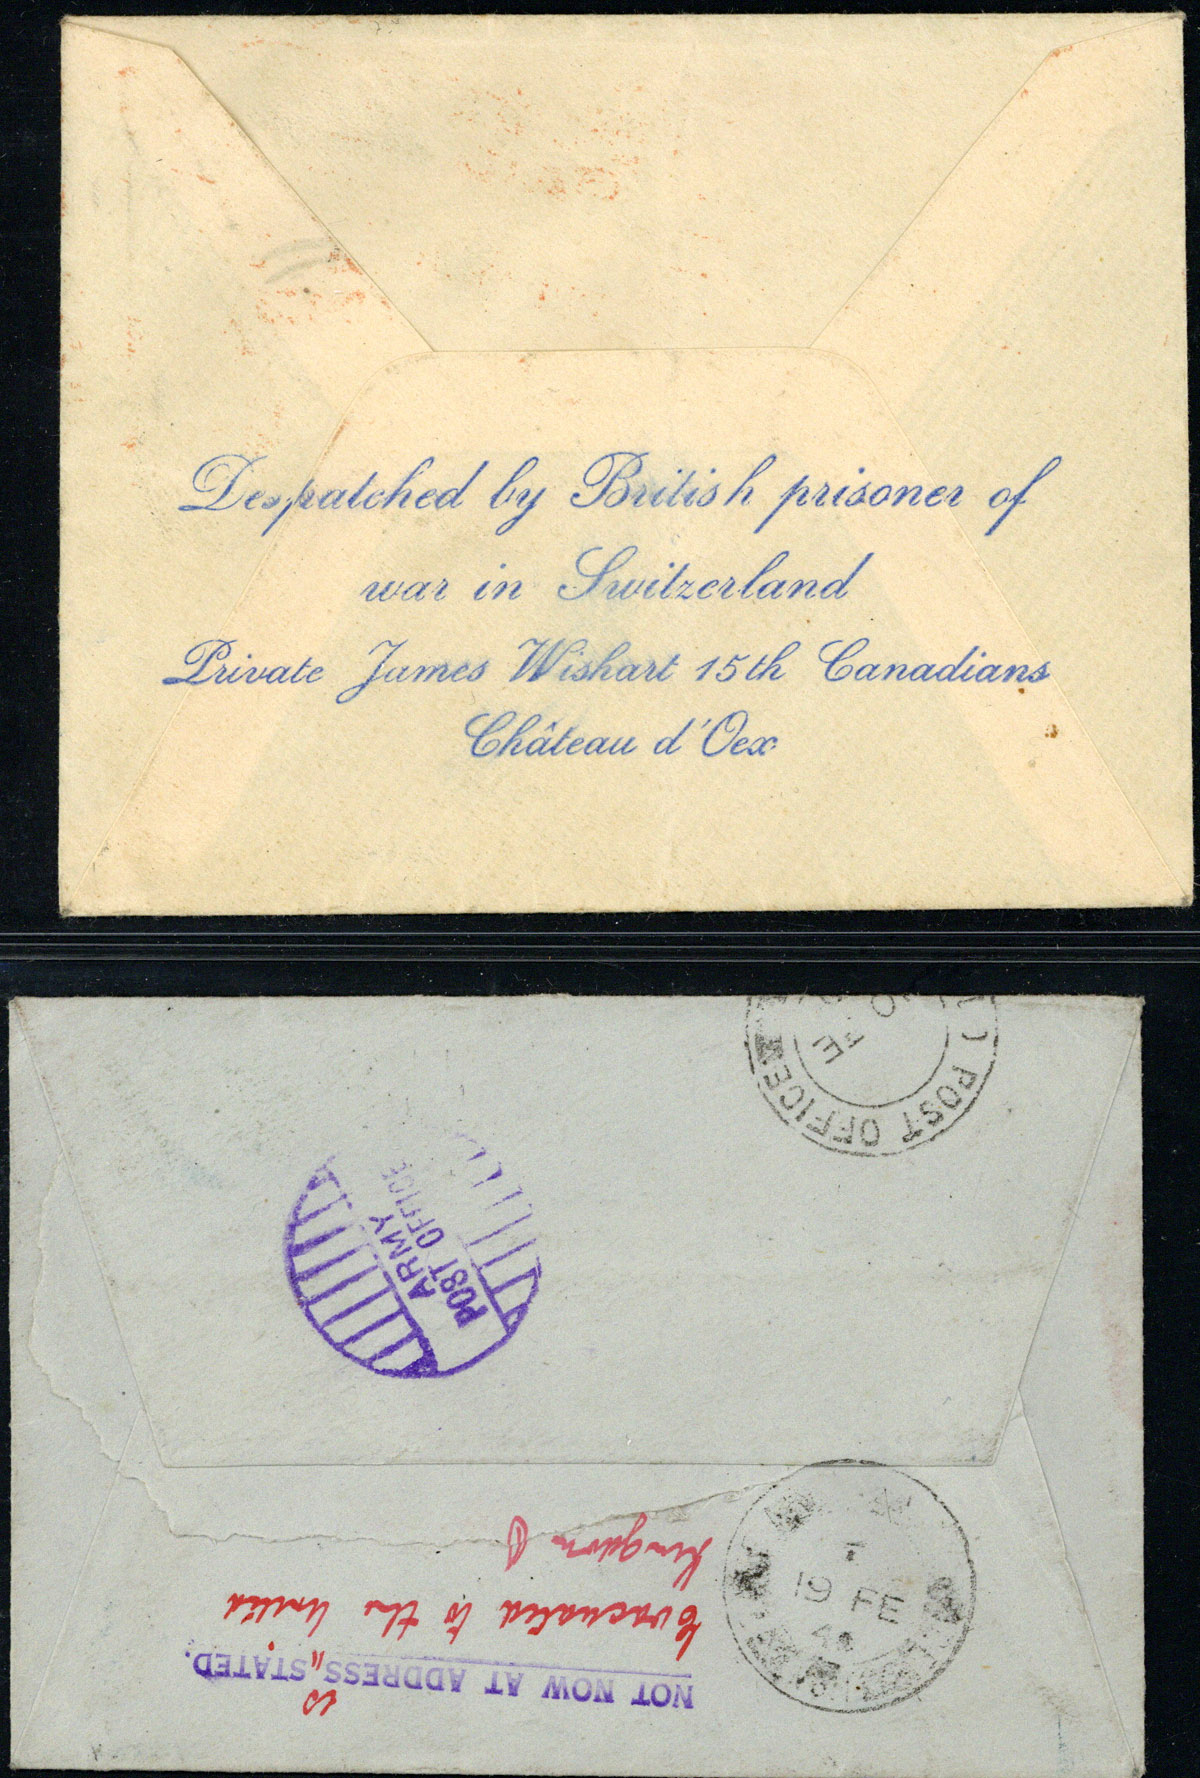 Despatched by British prisoner of
war in Switzerland
Private James Wishart 15th Canadians
Château d'Oex
POST OFFICE
FE
ARMY
POST OFFICE
19 FE
NOT NOW AT ADDRESS STATED.
Evacuated to the United
Kingdom